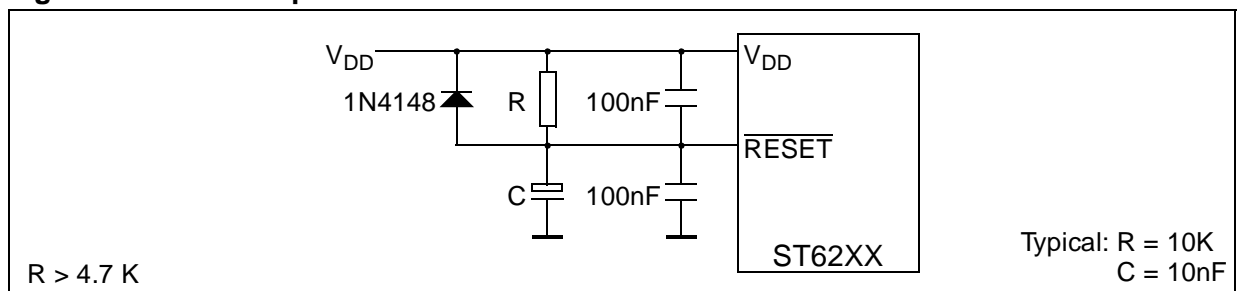 V_DD
V_DD
1N4148
R
100nF
RESET
C
100nF
ST62XX
Typical: R = 10K
C = 10nF
R > 4.7 K